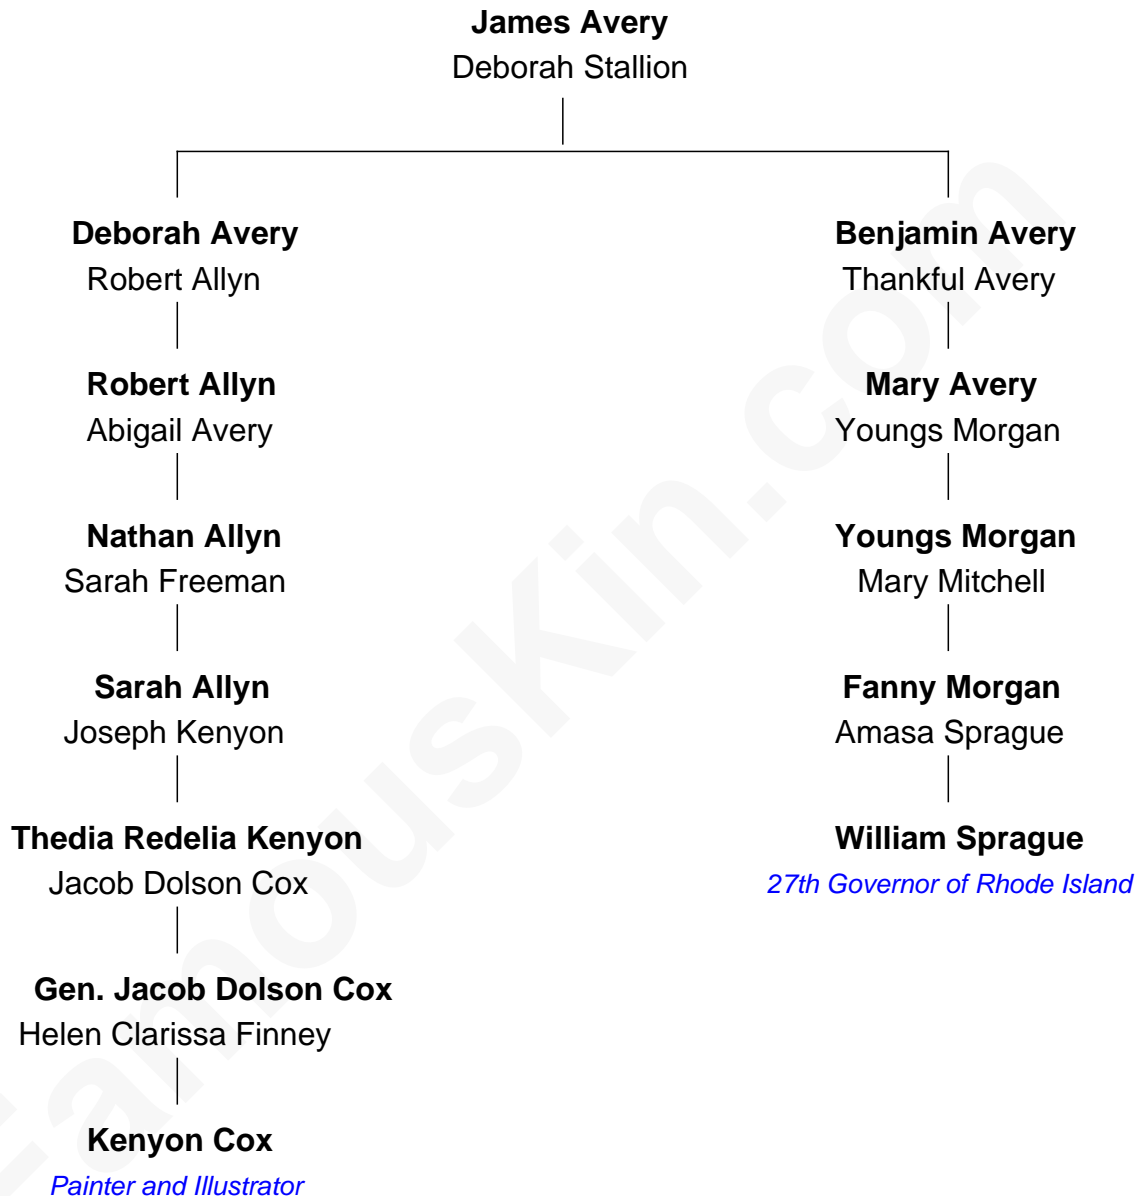 James Avery
Deborah Stallion
Deborah Avery
Robert Allyn
Benjamin Avery
Thankful Avery
Robert Allyn
Abigail Avery
Mary Avery
Youngs Morgan
Nathan Allyn
Sarah Freeman
Youngs Morgan
Mary Mitchell
Sarah Allyn
Joseph Kenyon
Fanny Morgan
Amasa Sprague
Thedia Redelia Kenyon
Jacob Dolson Cox
William Sprague
27th Governor of Rhode Island
Gen. Jacob Dolson Cox
Helen Clarissa Finney
Kenyon Cox
Painter and Illustrator
FamousKin.com